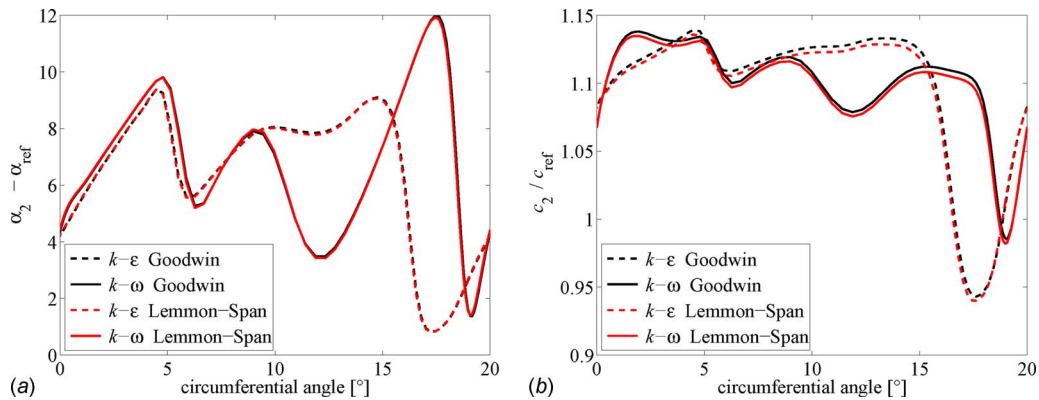 12
10
8
6
4
2
0
α₂ − α_ref
k−ε Goodwin
k−ω Goodwin
k−ε Lemmon−Span
k−ω Lemmon−Span
0 5 10 15 20
(a) circumferential angle [°]
1.15
1.1
1.05
1
0.95
0.9
c₂ / c_ref
k−ε Goodwin
k−ω Goodwin
k−ε Lemmon−Span
k−ω Lemmon−Span
0 5 10 15 20
(b) circumferential angle [°]